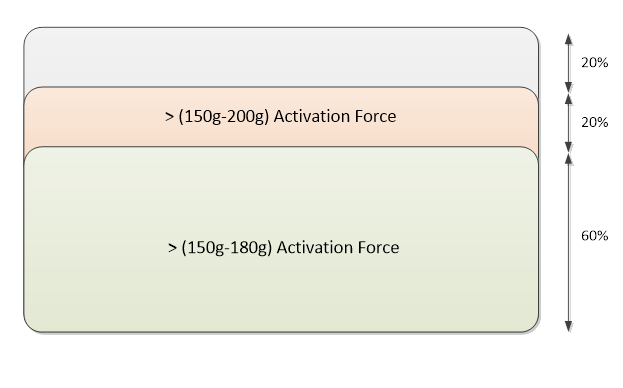 20%
> (150g-200g) Activation Force
20%
> (150g-180g) Activation Force
60%